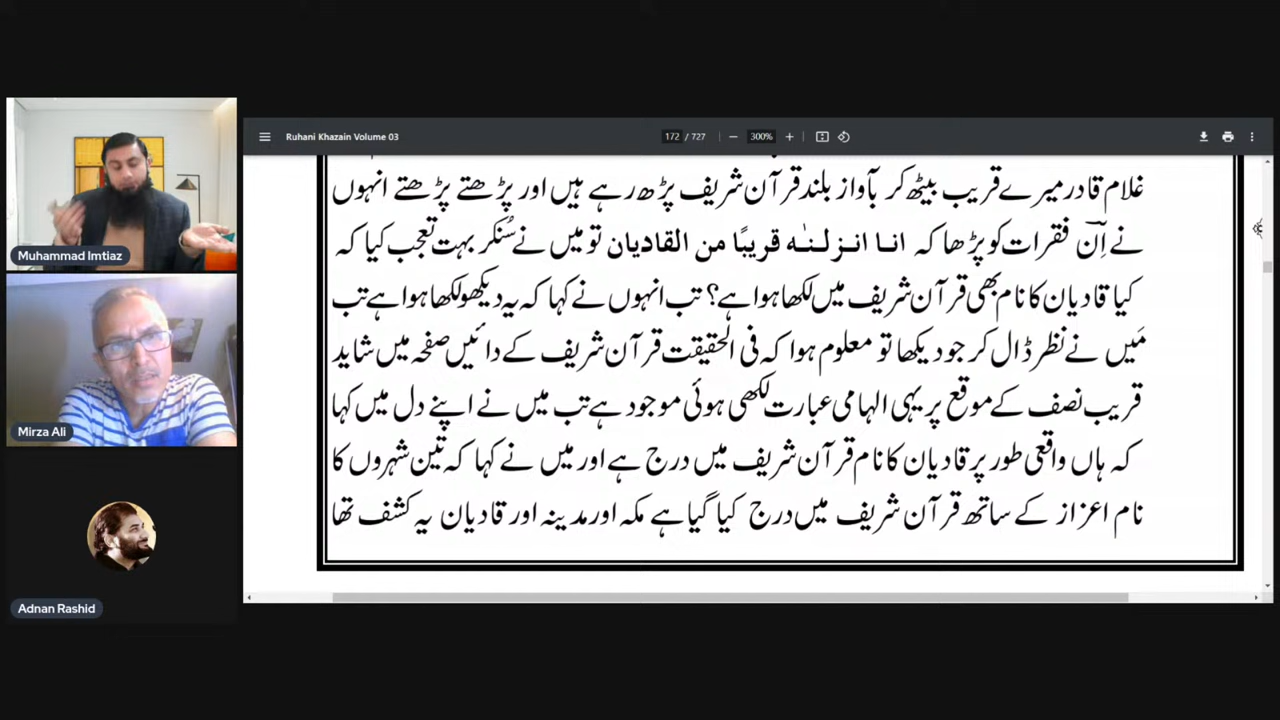 Ruhani Khazain Volume 03
172 / 727
300%
غلام قادر میرے قریب بیٹھ کر بآواز بلند قرآن شریف پڑھ رہے ہیں اور پڑھتے پڑھتے انہوں
نے اِنّ فقرات کو پڑھا کہ انا انزلنٰه قریبًا من القادیان تو میں نے سُنکر بہت تعجب کیا کہ
کیا قادیان کا نام بھی قرآن شریف میں لکھا ہوا ہے؟ تب انہوں نے کہا کہ یہ دیکھو لکھا ہوا ہے تب
مَیں نے نظر ڈال کر جو دیکھا تو معلوم ہوا کہ فی الحقیقت قرآن شریف کے دائیں صفحہ میں شاید
قریب نصف کے موقع پر یہی الہامی عبارت لکھی ہوئی موجود ہے تب میں نے اپنے دل میں کہا
کہ ہاں واقعی طور پر قادیان کا نام قرآن شریف میں درج ہے اور میں نے کہا کہ تین شہروں کا
نام اعزاز کے ساتھ قرآن شریف میں درج کیا گیا ہے مکہ اور مدینہ اور قادیان یہ کشف تھا
Muhammad Imtiaz
Mirza Ali
Adnan Rashid